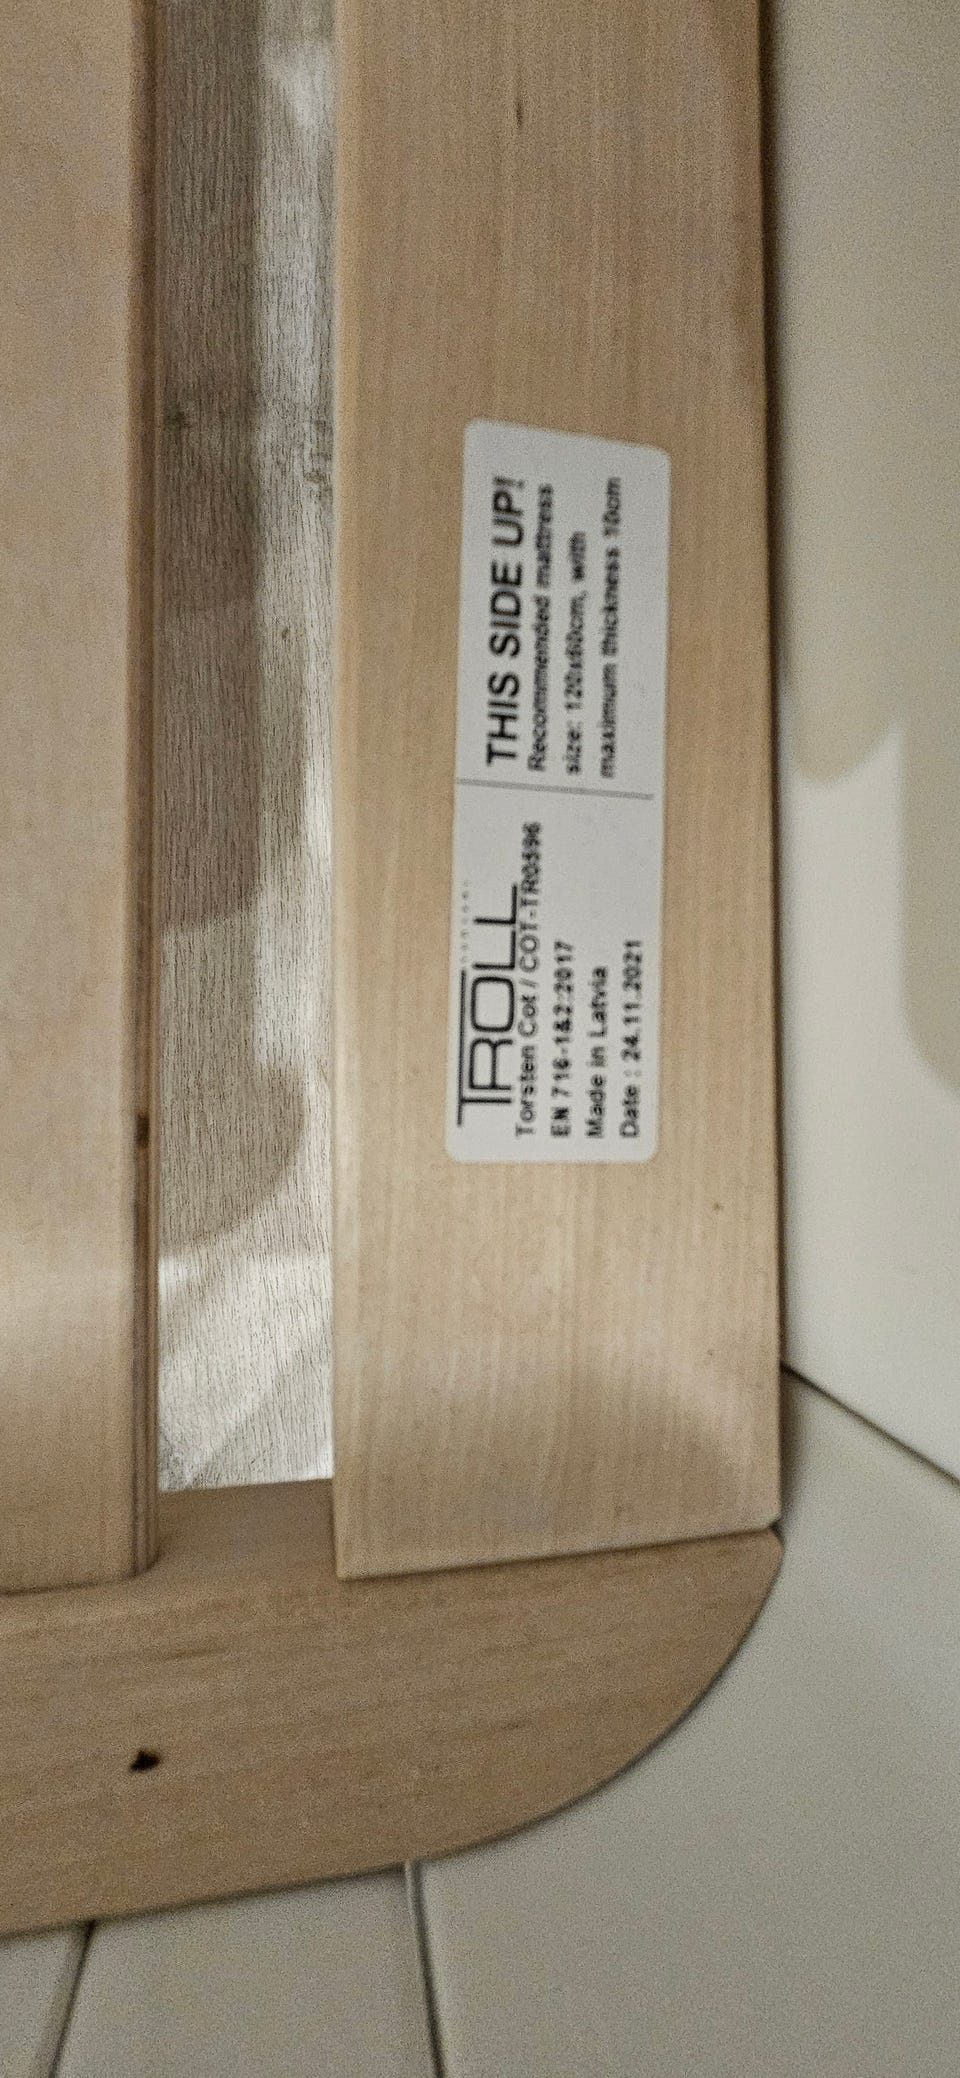 TROLL
Torsten Cot / COT-TR0596
EN 716-1&2:2017
Made in Latvia
Date : 24.11.2021
THIS SIDE UP!
Recommended mattress
size: 120x60cm, with
maximum thickness 10cm